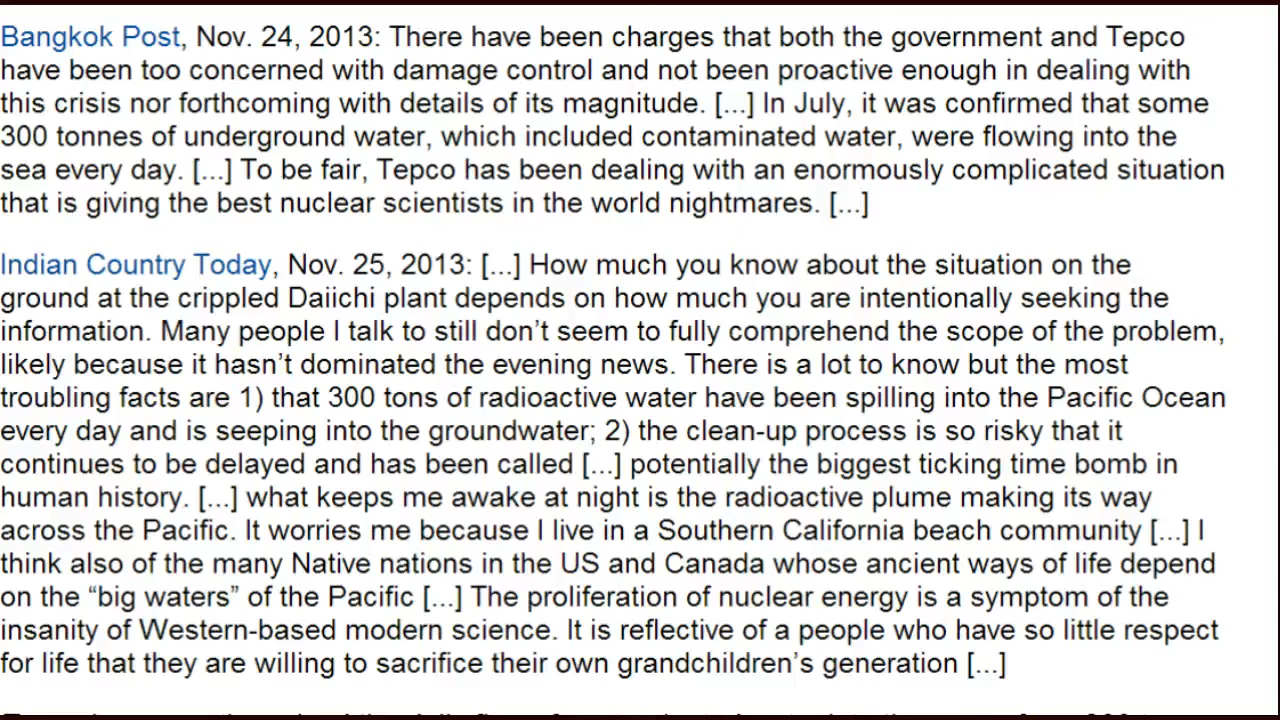 Bangkok Post, Nov. 24, 2013: There have been charges that both the government and Tepco
have been too concerned with damage control and not been proactive enough in dealing with
this crisis nor forthcoming with details of its magnitude. [...] In July, it was confirmed that some
300 tonnes of underground water, which included contaminated water, were flowing into the
sea every day. [...] To be fair, Tepco has been dealing with an enormously complicated situation
that is giving the best nuclear scientists in the world nightmares. [...]
Indian Country Today, Nov. 25, 2013: [...] How much you know about the situation on the
ground at the crippled Daiichi plant depends on how much you are intentionally seeking the
information. Many people I talk to still don’t seem to fully comprehend the scope of the problem,
likely because it hasn’t dominated the evening news. There is a lot to know but the most
troubling facts are 1) that 300 tons of radioactive water have been spilling into the Pacific Ocean
every day and is seeping into the groundwater; 2) the clean-up process is so risky that it
continues to be delayed and has been called [...] potentially the biggest ticking time bomb in
human history. [...] what keeps me awake at night is the radioactive plume making its way
across the Pacific. It worries me because I live in a Southern California beach community [...] I
think also of the many Native nations in the US and Canada whose ancient ways of life depend
on the “big waters” of the Pacific [...] The proliferation of nuclear energy is a symptom of the
insanity of Western-based modern science. It is reflective of a people who have so little respect
for life that they are willing to sacrifice their own grandchildren’s generation [...]